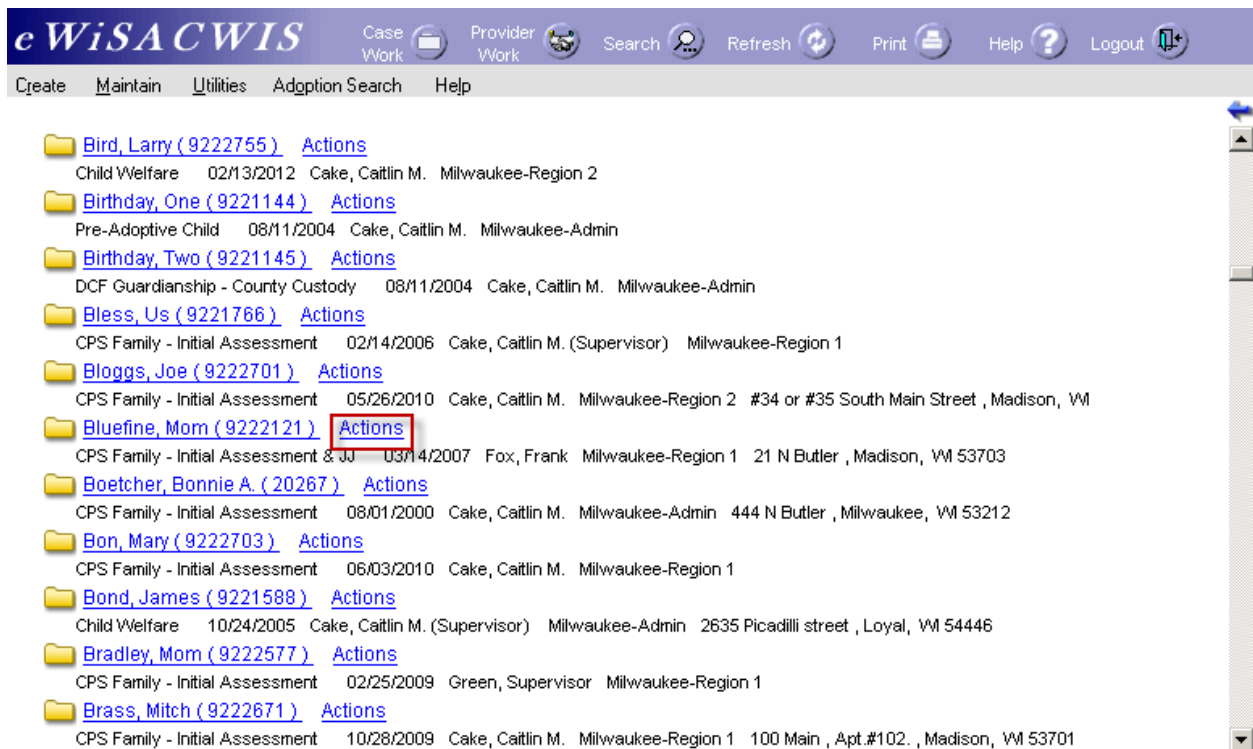 e WiSACWIS Case Work Provider Work Search Refresh Print Help Logout
Create Maintain Utilities Adoption Search Help
Bird, Larry ( 9222755 ) Actions
Child Welfare 02/13/2012 Cake, Caitlin M. Milwaukee-Region 2
Birthday, One ( 9221144 ) Actions
Pre-Adoptive Child 08/11/2004 Cake, Caitlin M. Milwaukee-Admin
Birthday, Two ( 9221145 ) Actions
DCF Guardianship - County Custody 08/11/2004 Cake, Caitlin M. Milwaukee-Admin
Bless, Us ( 9221766 ) Actions
CPS Family - Initial Assessment 02/14/2006 Cake, Caitlin M. (Supervisor) Milwaukee-Region 1
Bloggs, Joe ( 9222701 ) Actions
CPS Family - Initial Assessment 05/26/2010 Cake, Caitlin M. Milwaukee-Region 2 #34 or #35 South Main Street , Madison, WI
Bluefine, Mom ( 9222121 ) Actions
CPS Family - Initial Assessment & JJ 03/14/2007 Fox, Frank Milwaukee-Region 1 21 N Butler , Madison, WI 53703
Boetcher, Bonnie A. ( 20267 ) Actions
CPS Family - Initial Assessment 08/01/2000 Cake, Caitlin M. Milwaukee-Admin 444 N Butler , Milwaukee, WI 53212
Bon, Mary ( 9222703 ) Actions
CPS Family - Initial Assessment 06/03/2010 Cake, Caitlin M. Milwaukee-Region 1
Bond, James ( 9221588 ) Actions
Child Welfare 10/24/2005 Cake, Caitlin M. (Supervisor) Milwaukee-Admin 2635 Picadilli street , Loyal, WI 54446
Bradley, Mom ( 9222577 ) Actions
CPS Family - Initial Assessment 02/25/2009 Green, Supervisor Milwaukee-Region 1
Brass, Mitch ( 9222671 ) Actions
CPS Family - Initial Assessment 10/28/2009 Cake, Caitlin M. Milwaukee-Region 1 100 Main , Apt.#102. , Madison, WI 53701